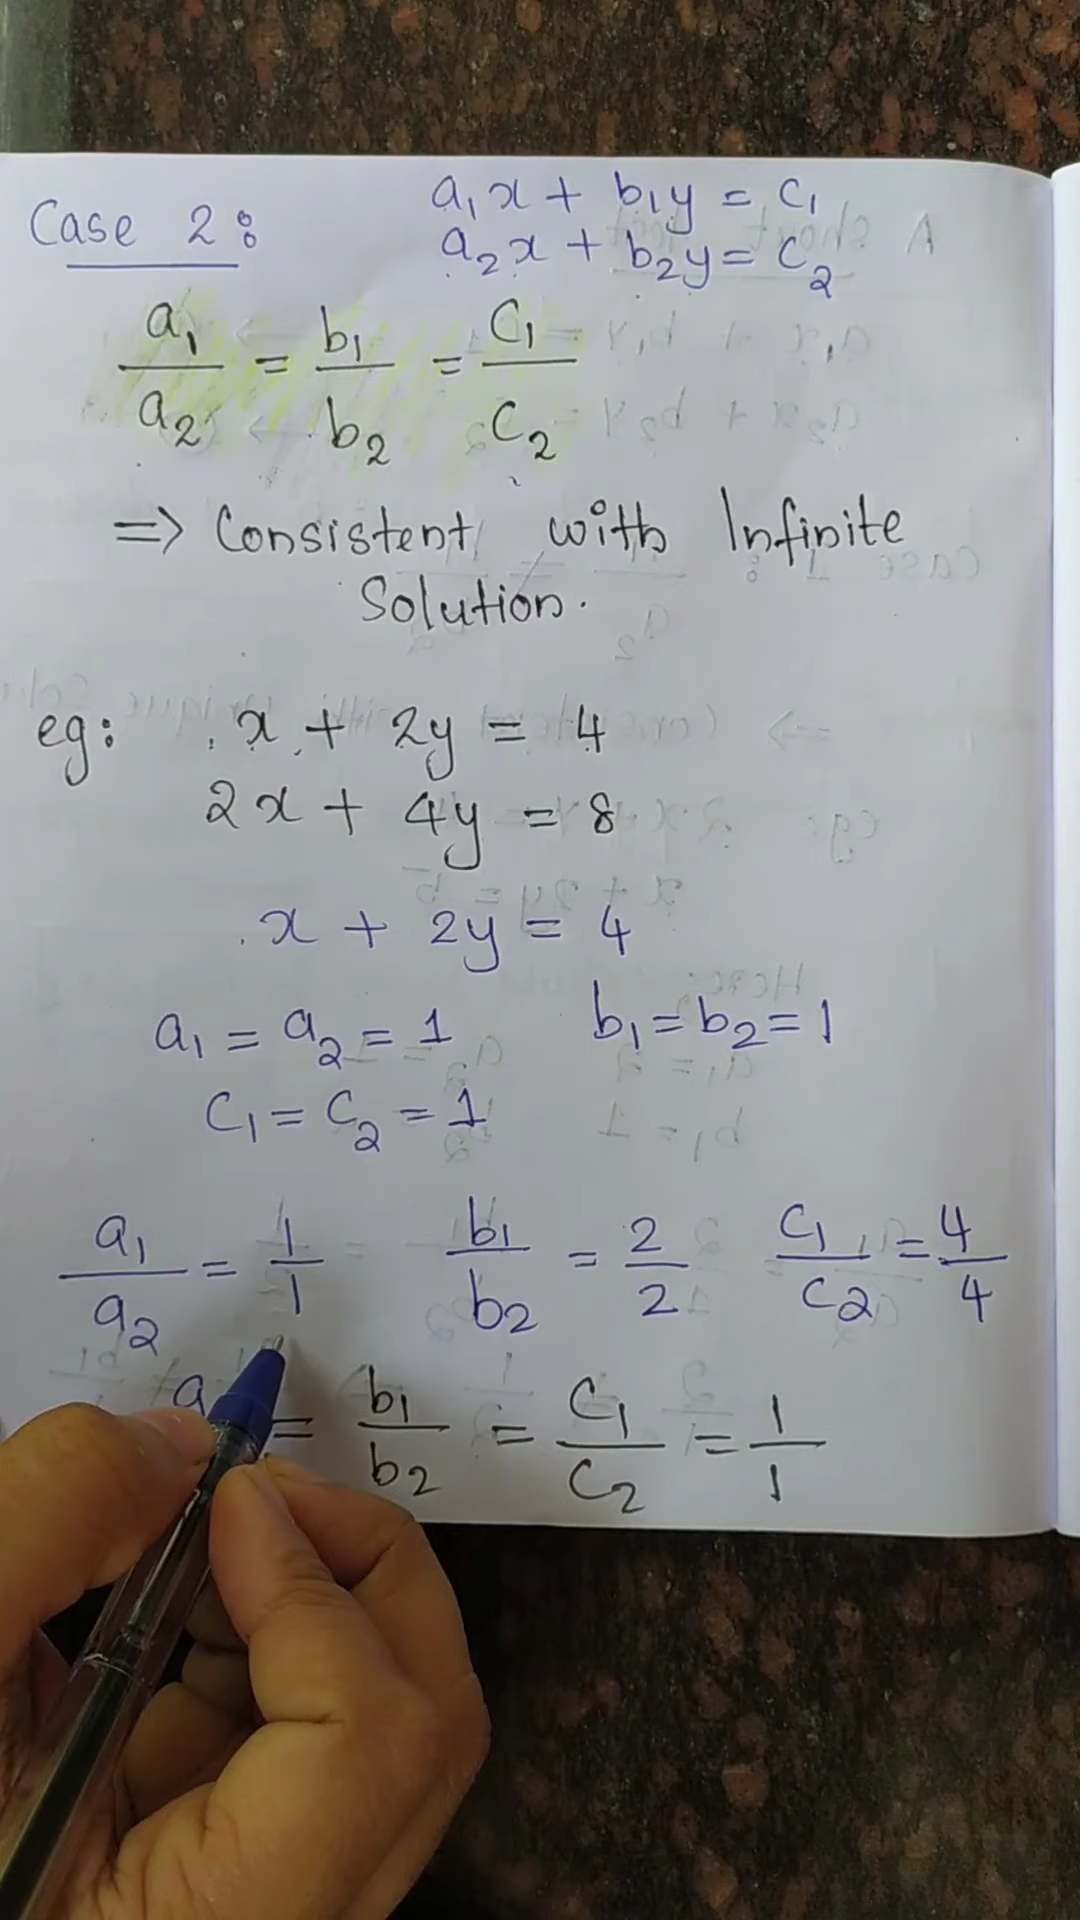 Case 2:
a₁x + b₁y = c₁
a₂x + b₂y = c₂
a₁/a₂ = b₁/b₂ = c₁/c₂
=> Consistent with Infinite
Solution.
eg: x + 2y = 4
2x + 4y = 8
x + 2y = 4
a₁ = a₂ = 1 b₁ = b₂ = 1
c₁ = c₂ = 1
a₁/a₂ = 1/1 b₁/b₂ = 2/2 c₁/c₂ = 4/4
a = b₁/b₂ = c₁/c₂ = 1/1